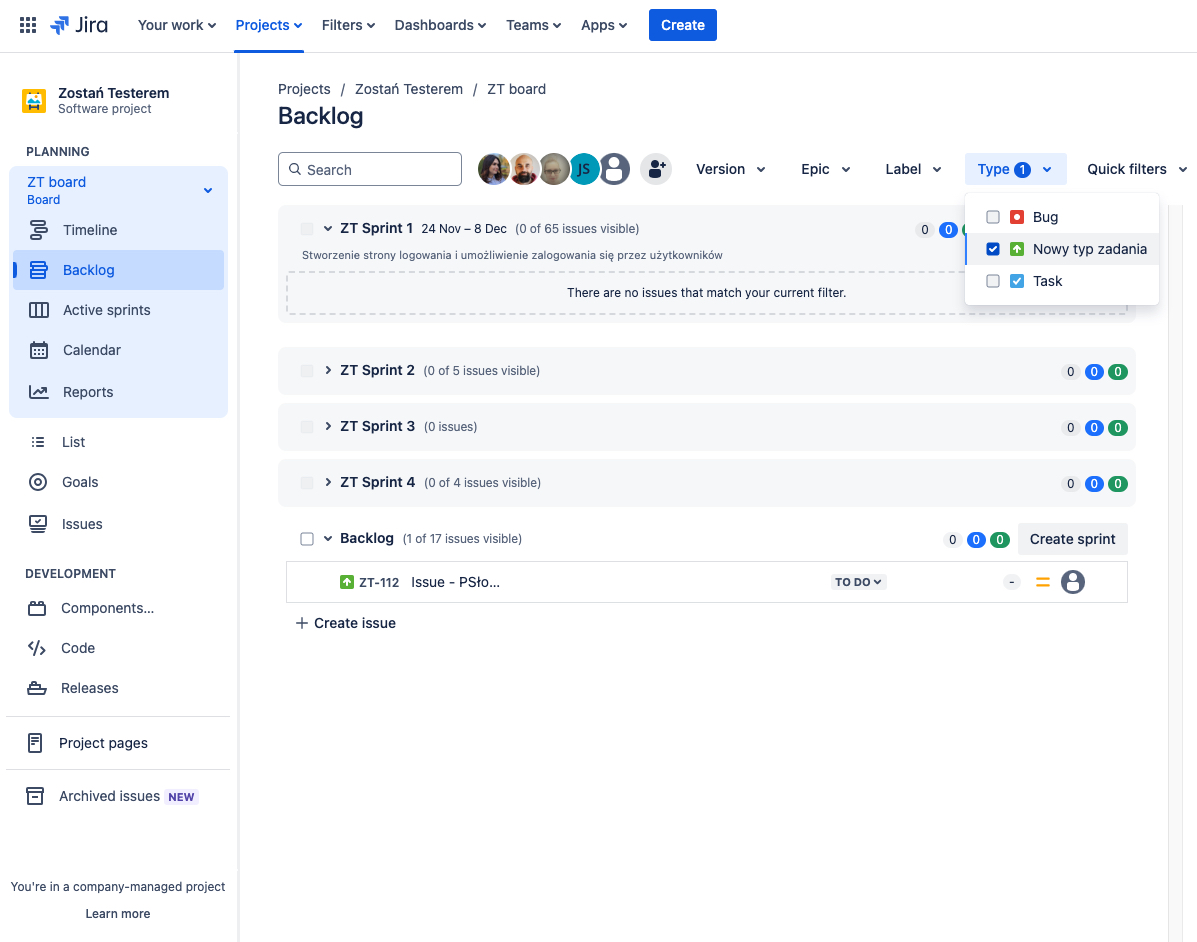 Jira Your work Projects Filters Dashboards Teams Apps Create
Zostań Testerem
Software project
PLANNING
ZT board
Board
Timeline
Backlog
Active sprints
Calendar
Reports
List
Goals
Issues
DEVELOPMENT
Components...
Code
Releases
Project pages
Archived issues NEW
You're in a company-managed project
Learn more
Projects / Zostań Testerem / ZT board
Backlog
Search JS Version Epic Label Type 1 Quick filters
Bug
Nowy typ zadania
Task
ZT Sprint 1 24 Nov – 8 Dec (0 of 65 issues visible) 0 0
Stworzenie strony logowania i umożliwienie zalogowania się przez użytkowników
There are no issues that match your current filter.
ZT Sprint 2 (0 of 5 issues visible) 0 0 0
ZT Sprint 3 (0 issues) 0 0 0
ZT Sprint 4 (0 of 4 issues visible) 0 0 0
Backlog (1 of 17 issues visible) 0 0 0 Create sprint
ZT-112 Issue - PSło... TO DO -
+ Create issue